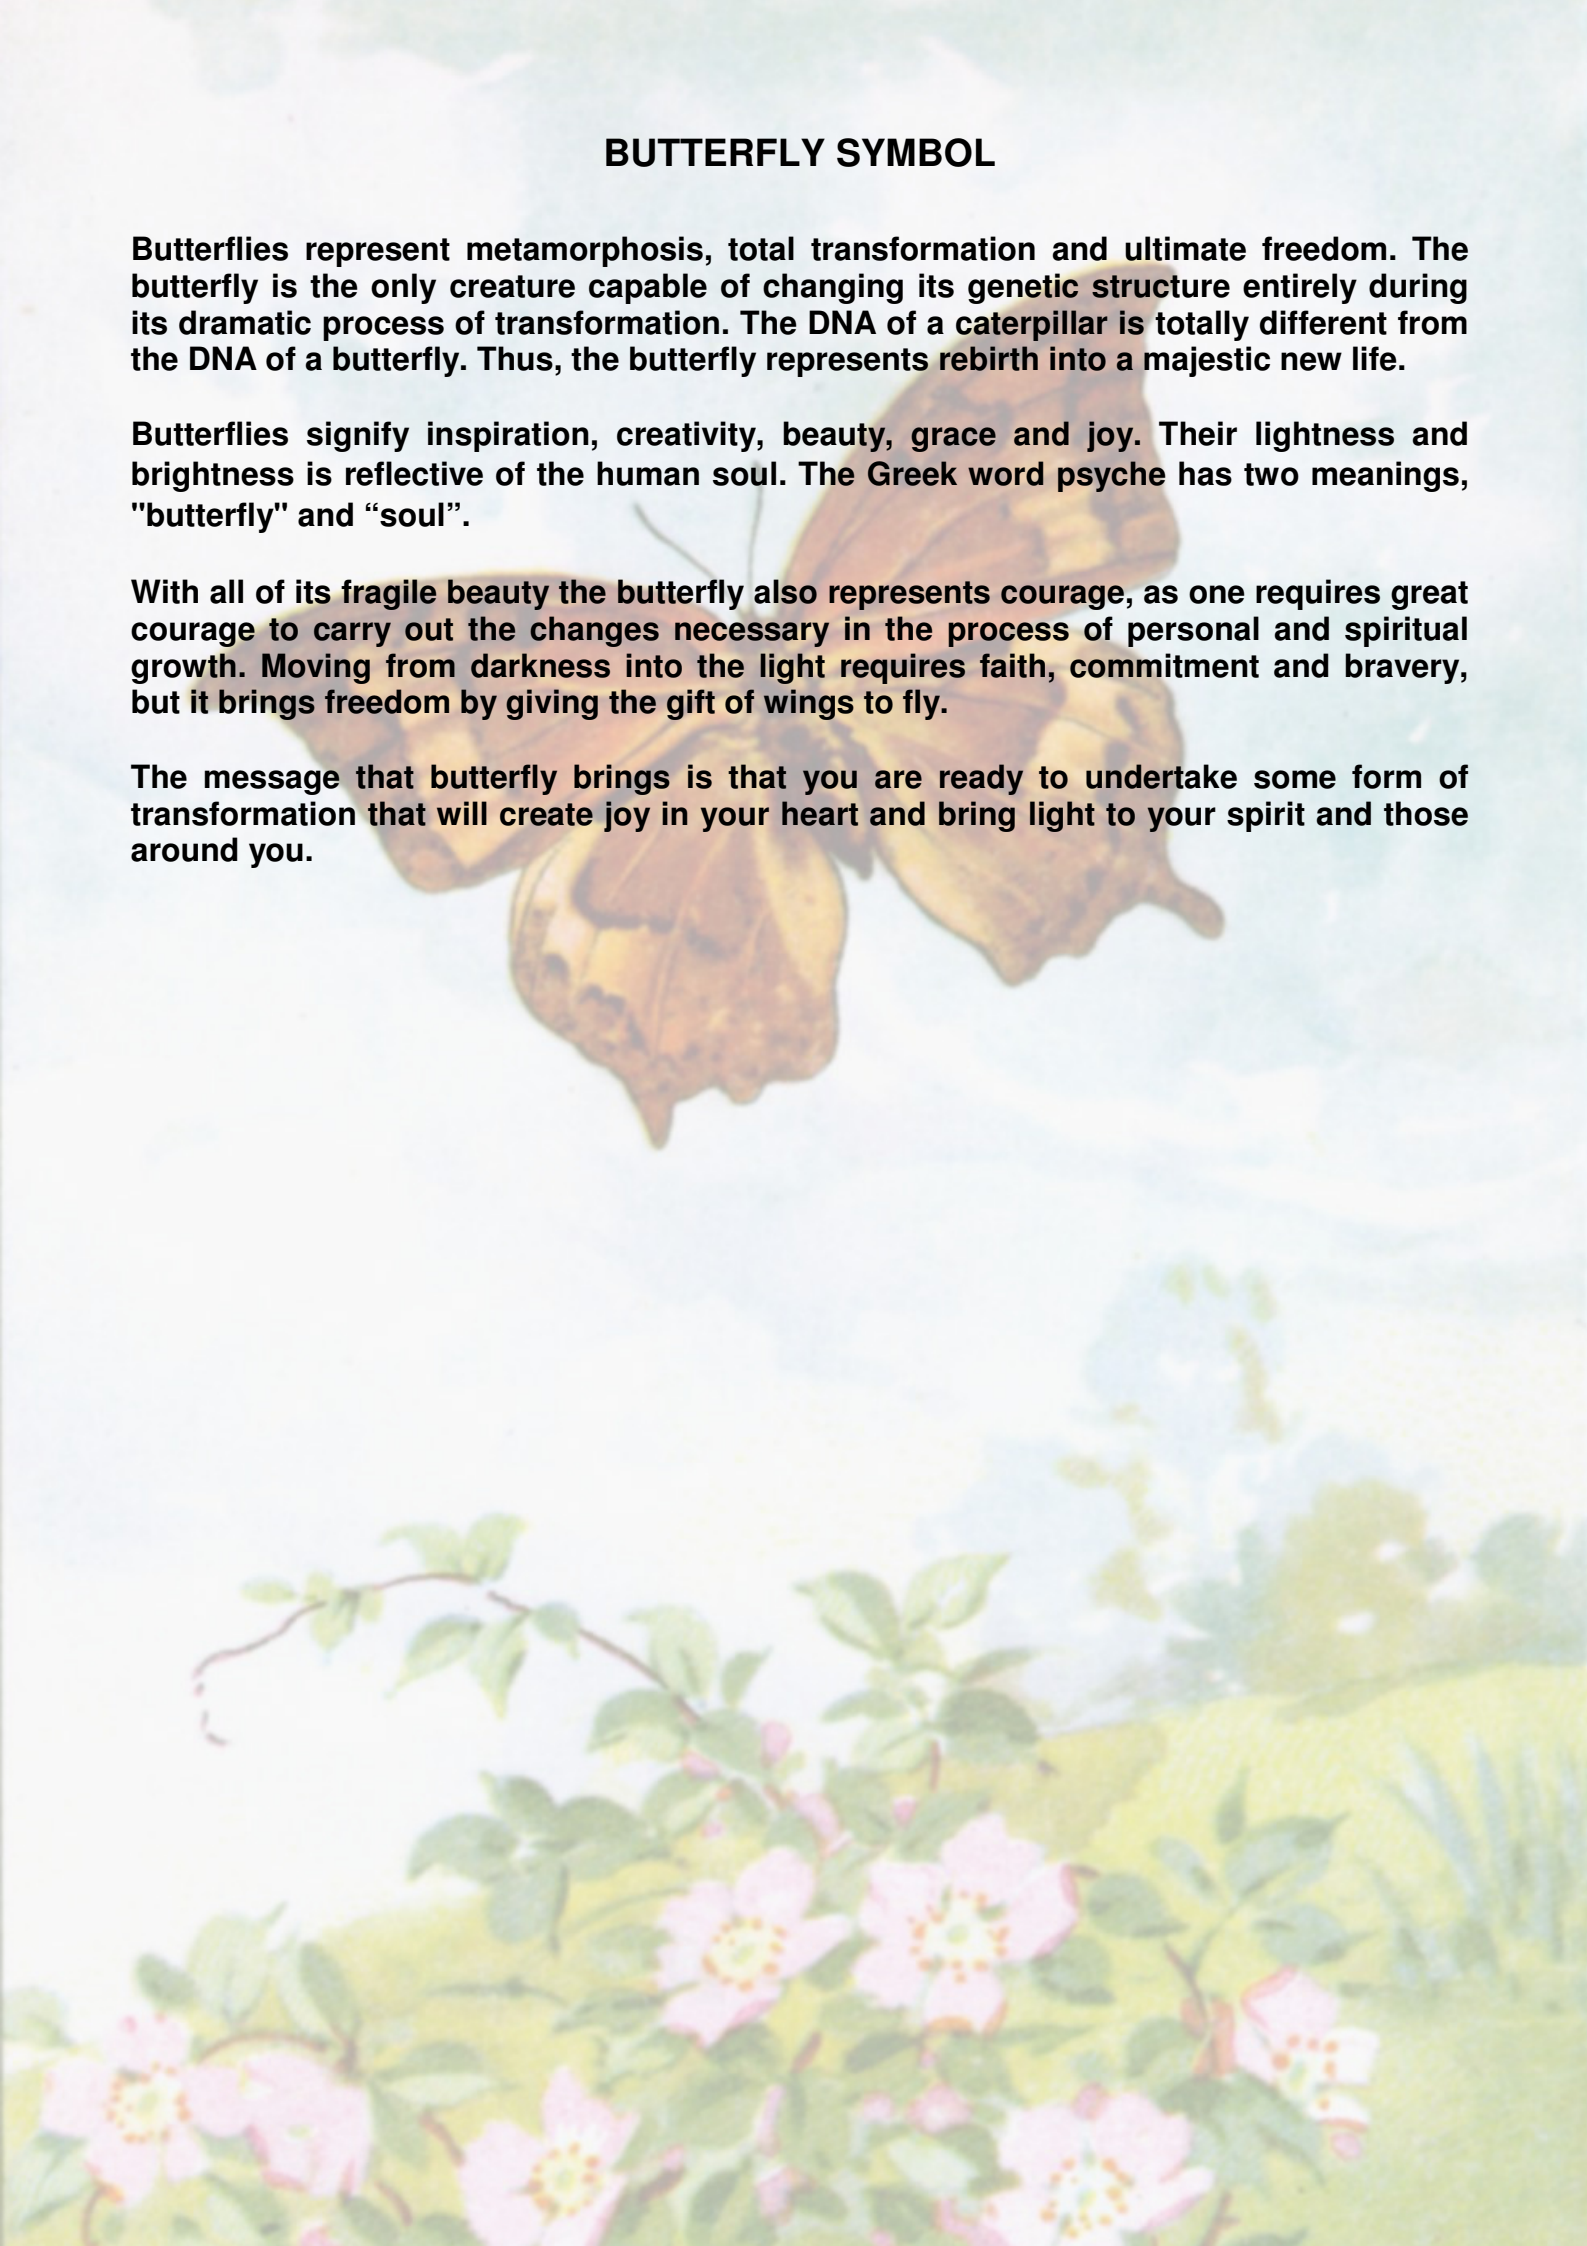 BUTTERFLY SYMBOL
Butterflies represent metamorphosis, total transformation and ultimate freedom. The
butterfly is the only creature capable of changing its genetic structure entirely during
its dramatic process of transformation. The DNA of a caterpillar is totally different from
the DNA of a butterfly. Thus, the butterfly represents rebirth into a majestic new life.
Butterflies signify inspiration, creativity, beauty, grace and joy. Their lightness and
brightness is reflective of the human soul. The Greek word psyche has two meanings,
"butterfly" and “soul”.
With all of its fragile beauty the butterfly also represents courage, as one requires great
courage to carry out the changes necessary in the process of personal and spiritual
growth. Moving from darkness into the light requires faith, commitment and bravery,
but it brings freedom by giving the gift of wings to fly.
The message that butterfly brings is that you are ready to undertake some form of
transformation that will create joy in your heart and bring light to your spirit and those
around you.